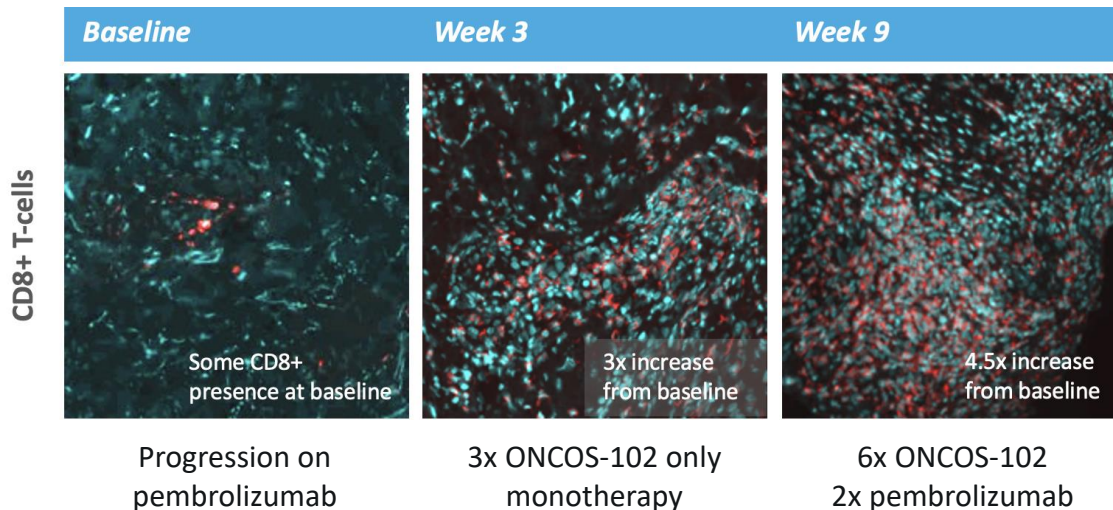 Baseline
Week 3
Week 9
CD8+ T-cells
Some CD8+
presence at baseline
3x increase
from baseline
4.5x increase
from baseline
Progression on
pembrolizumab
3x ONCOS-102 only
monotherapy
6x ONCOS-102
2x pembrolizumab